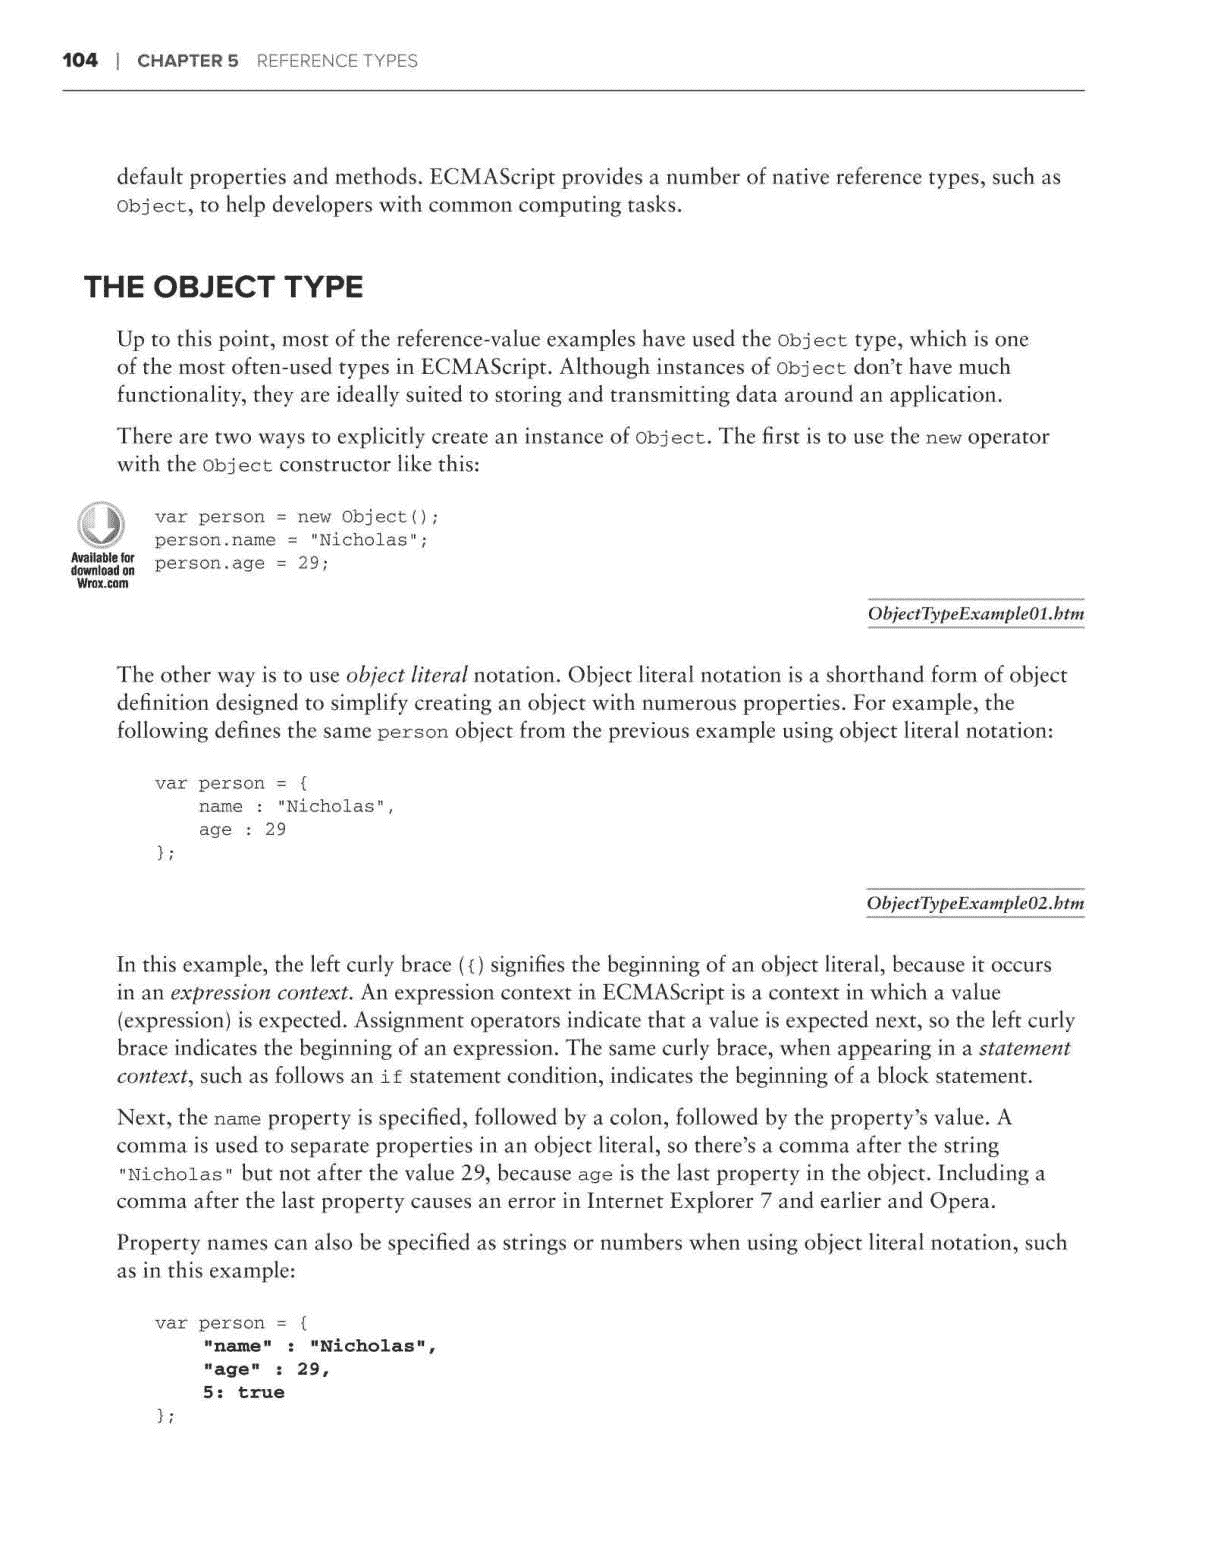 104 | CHAPTER 5 REFERENCE TYPES
default properties and methods. ECMAScript provides a number of native reference types, such as
Object, to help developers with common computing tasks.
THE OBJECT TYPE
Up to this point, most of the reference-value examples have used the Object type, which is one
of the most often-used types in ECMAScript. Although instances of Object don't have much
functionality, they are ideally suited to storing and transmitting data around an application.
There are two ways to explicitly create an instance of Object. The first is to use the new operator
with the Object constructor like this:
var person = new Object();
person.name = "Nicholas";
person.age = 29;
Available for
download on
Wrox.com
ObjectTypeExample01.htm
The other way is to use object literal notation. Object literal notation is a shorthand form of object
definition designed to simplify creating an object with numerous properties. For example, the
following defines the same person object from the previous example using object literal notation:
var person = {
    name : "Nicholas",
    age : 29
};
ObjectTypeExample02.htm
In this example, the left curly brace ({) signifies the beginning of an object literal, because it occurs
in an expression context. An expression context in ECMAScript is a context in which a value
(expression) is expected. Assignment operators indicate that a value is expected next, so the left curly
brace indicates the beginning of an expression. The same curly brace, when appearing in a statement
context, such as follows an if statement condition, indicates the beginning of a block statement.
Next, the name property is specified, followed by a colon, followed by the property's value. A
comma is used to separate properties in an object literal, so there's a comma after the string
"Nicholas" but not after the value 29, because age is the last property in the object. Including a
comma after the last property causes an error in Internet Explorer 7 and earlier and Opera.
Property names can also be specified as strings or numbers when using object literal notation, such
as in this example:
var person = {
    "name" : "Nicholas",
    "age" : 29,
    5: true
};